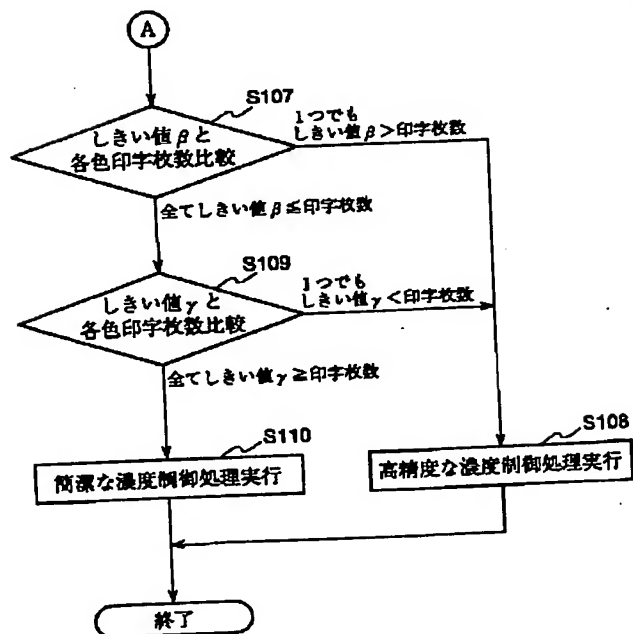 A
S107
しきい値βと
各色印字枚数比較
1つでも
しきい値β>印字枚数
全てしきい値β≦印字枚数
S109
しきい値γと
各色印字枚数比較
1つでも
しきい値γ<印字枚数
全てしきい値γ≧印字枚数
S110
簡潔な濃度制御処理実行
S108
高精度な濃度制御処理実行
終了